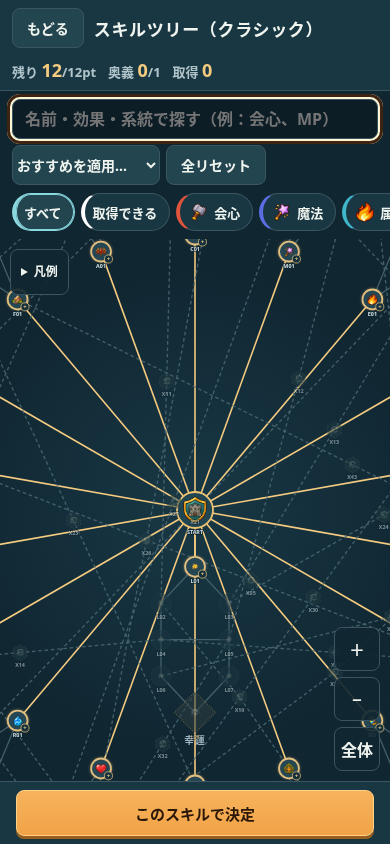 もどる スキルツリー（クラシック）
残り 12/12pt 奥義 0/1 取得 0
名前・効果・系統で探す（例：会心、MP）
おすすめを適用... 全リセット
すべて 取得できる 会心 魔法
凡例
A01 C01 M01
F01 E01
X11 X12
X13
X43
START
X23 X24
L01
X30
L02 L03
L04 L05
X14
L06 L07
幸運
R01
X32
＋
－
全体
このスキルで決定